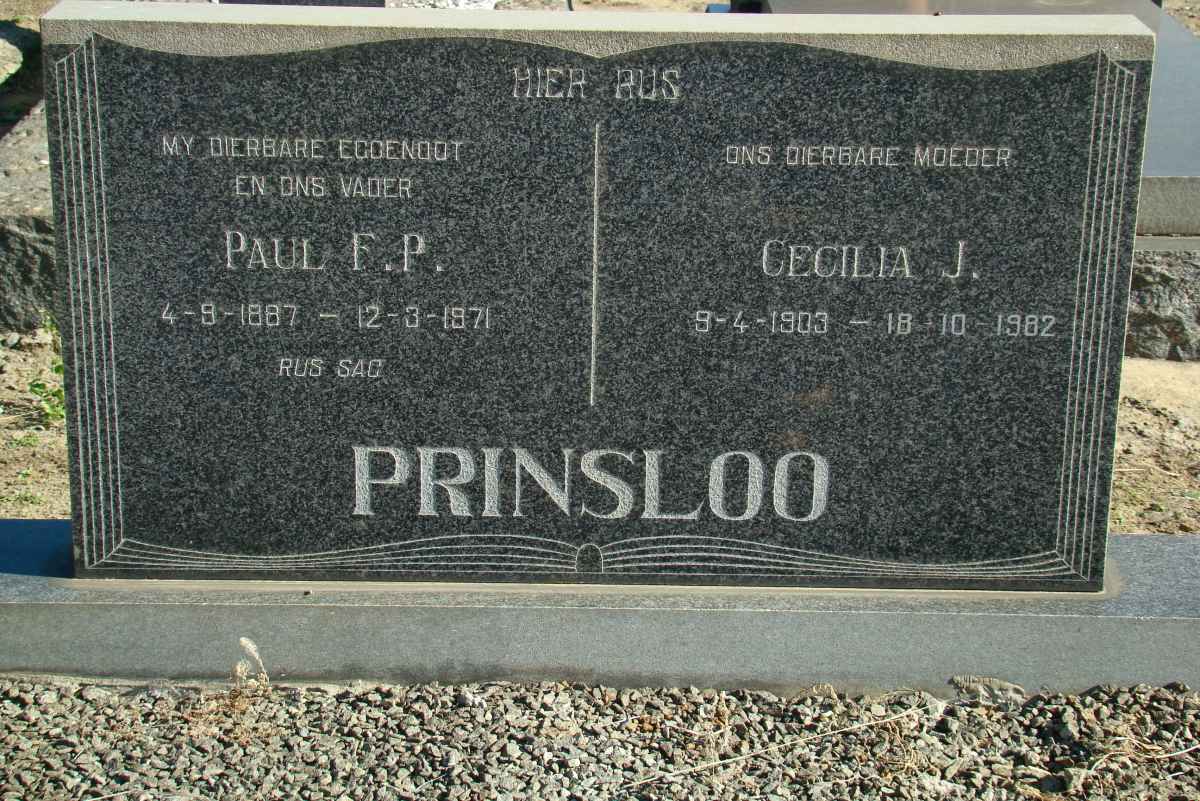 HIER RUS
MY DIERBARE EGGENOOT
EN ONS VADER
PAUL F.P.
4-9-1887 - 12-3-1971
RUS SAG
ONS DIERBARE MOEDER
CECILIA J.
9-4-1903 - 18-10-1982
PRINSLOO